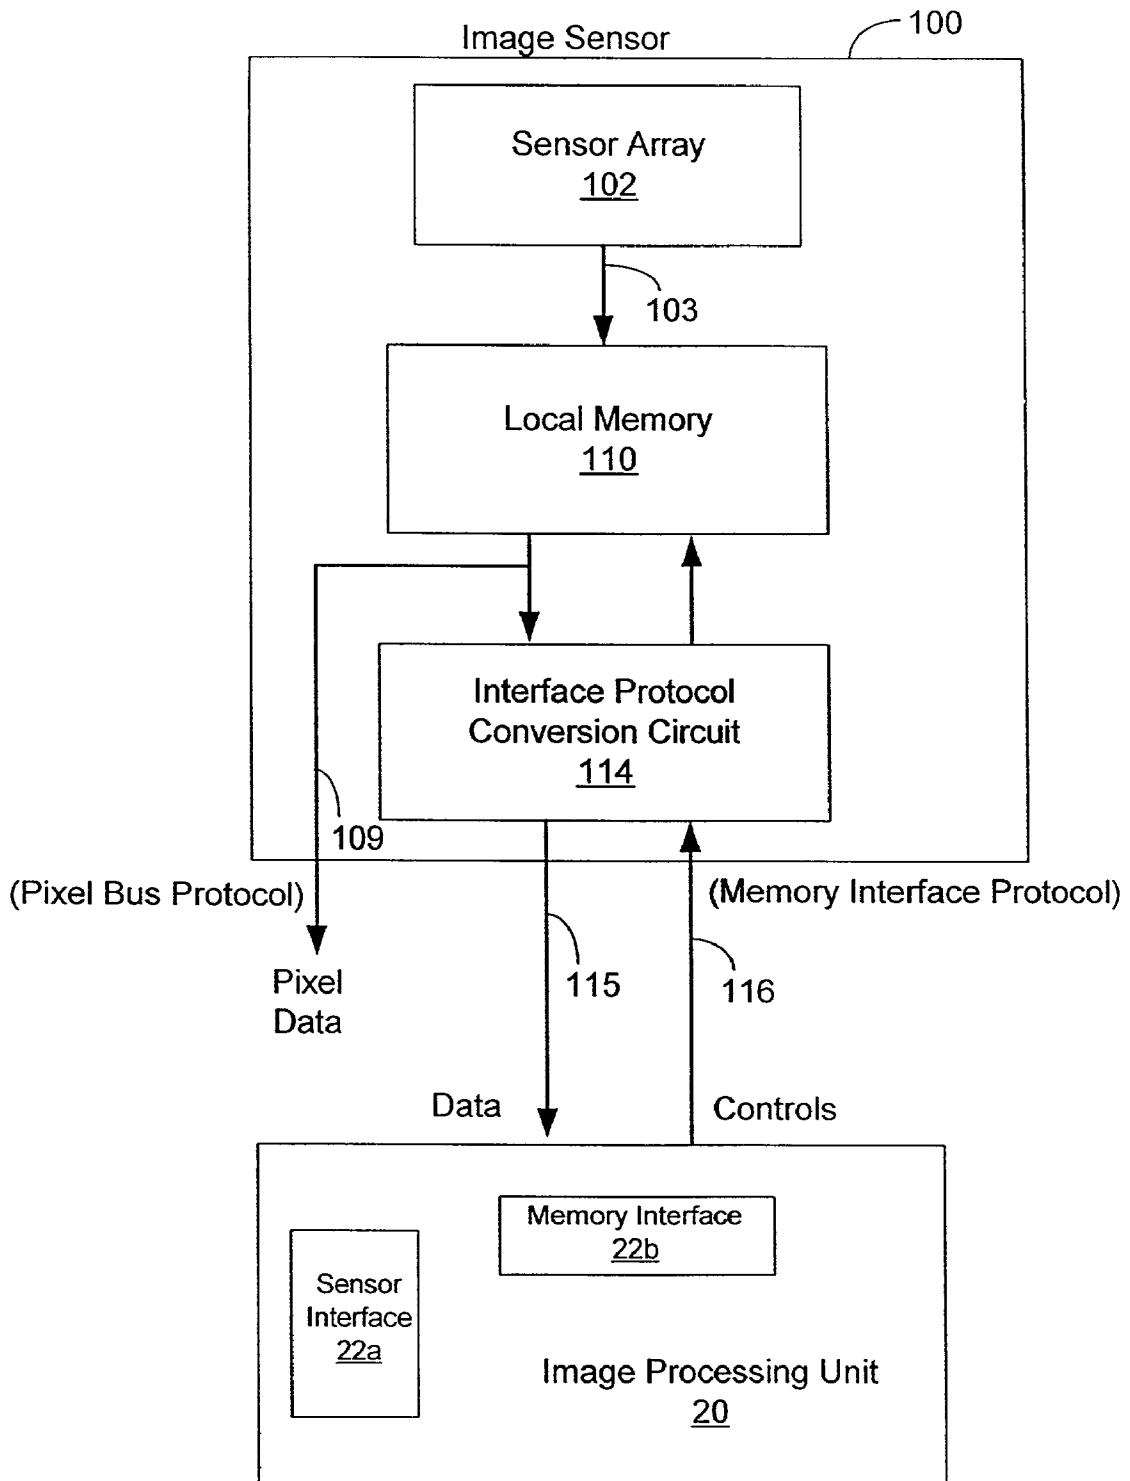 Image Sensor
100
Sensor Array
102
103
Local Memory
110
Interface Protocol
Conversion Circuit
114
109
(Pixel Bus Protocol)
(Memory Interface Protocol)
Pixel
Data
115
116
Data
Controls
Memory Interface
22b
Sensor
Interface
22a
Image Processing Unit
20